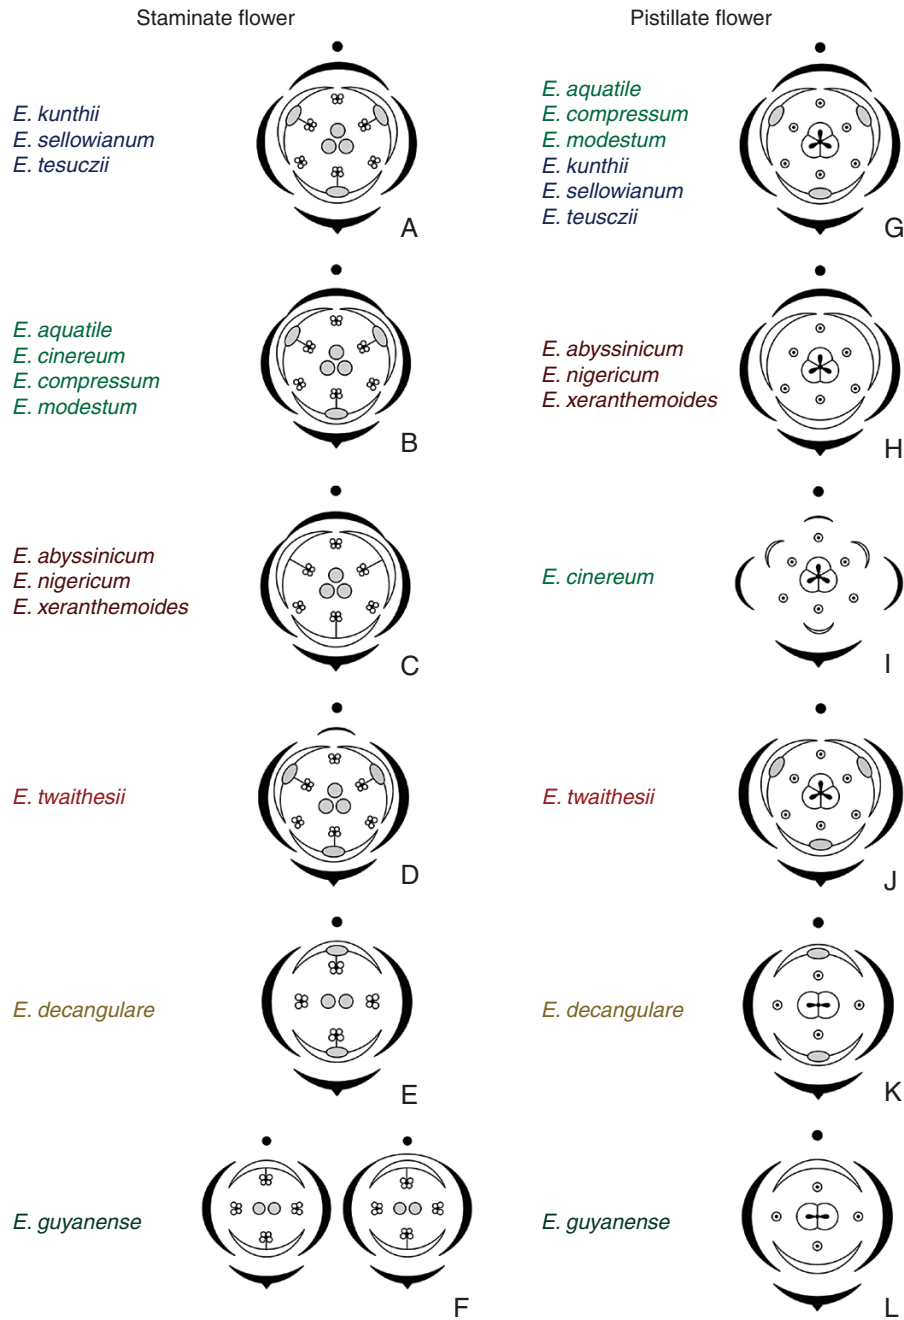 Staminate flower
Pistillate flower
E. kunthii
E. sellowianum
E. tesuczii
A
E. aquatile
E. compressum
E. modestum
E. kunthii
E. sellowianum
E. teusczii
G
E. aquatile
E. cinereum
E. compressum
E. modestum
B
E. abyssinicum
E. nigericum
E. xeranthemoides
H
E. abyssinicum
E. nigericum
E. xeranthemoides
C
E. cinereum
I
E. twaithesii
D
E. twaithesii
J
E. decangulare
E
E. decangulare
K
E. guyanense
F
E. guyanense
L